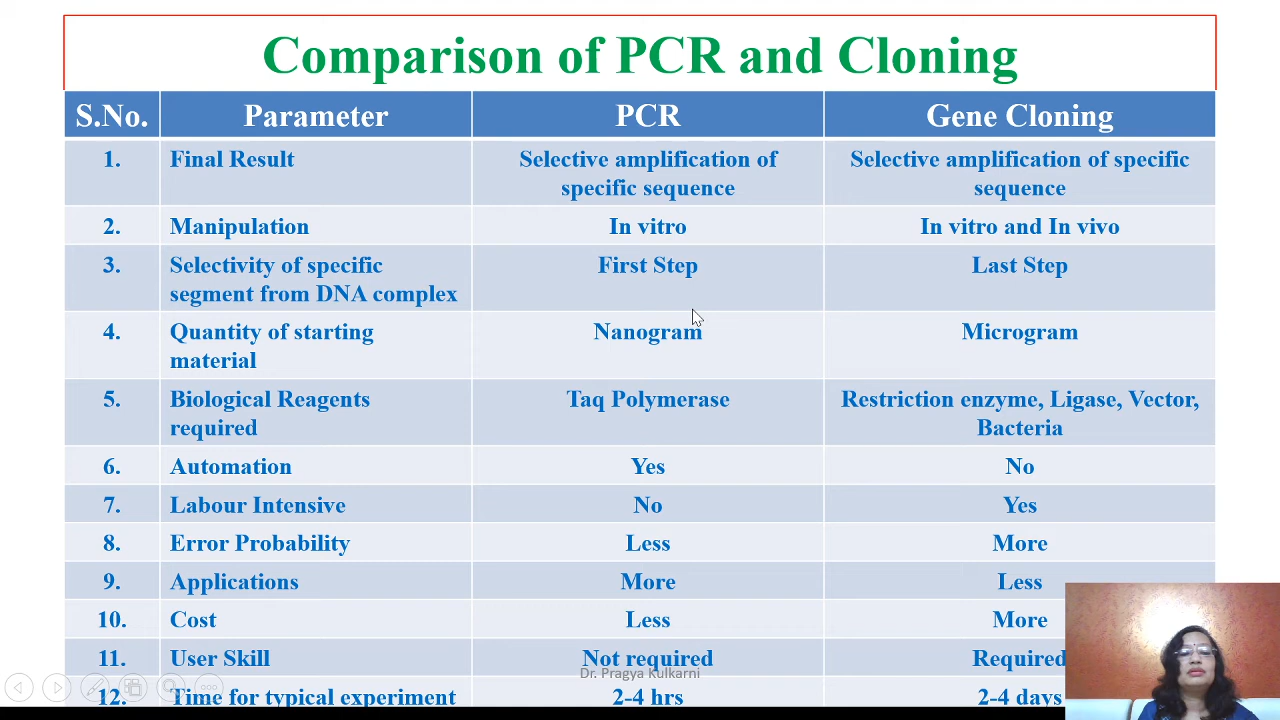 Comparison of PCR and Cloning
S.No. Parameter PCR Gene Cloning
1. Final Result Selective amplification of specific sequence Selective amplification of specific sequence
2. Manipulation In vitro In vitro and In vivo
3. Selectivity of specific segment from DNA complex First Step Last Step
4. Quantity of starting material Nanogram Microgram
5. Biological Reagents required Taq Polymerase Restriction enzyme, Ligase, Vector, Bacteria
6. Automation Yes No
7. Labour Intensive No Yes
8. Error Probability Less More
9. Applications More Less
10. Cost Less More
11. User Skill Not required Required
Dr. Pragya Kulkarni
12. Time for typical experiment 2-4 hrs 2-4 days